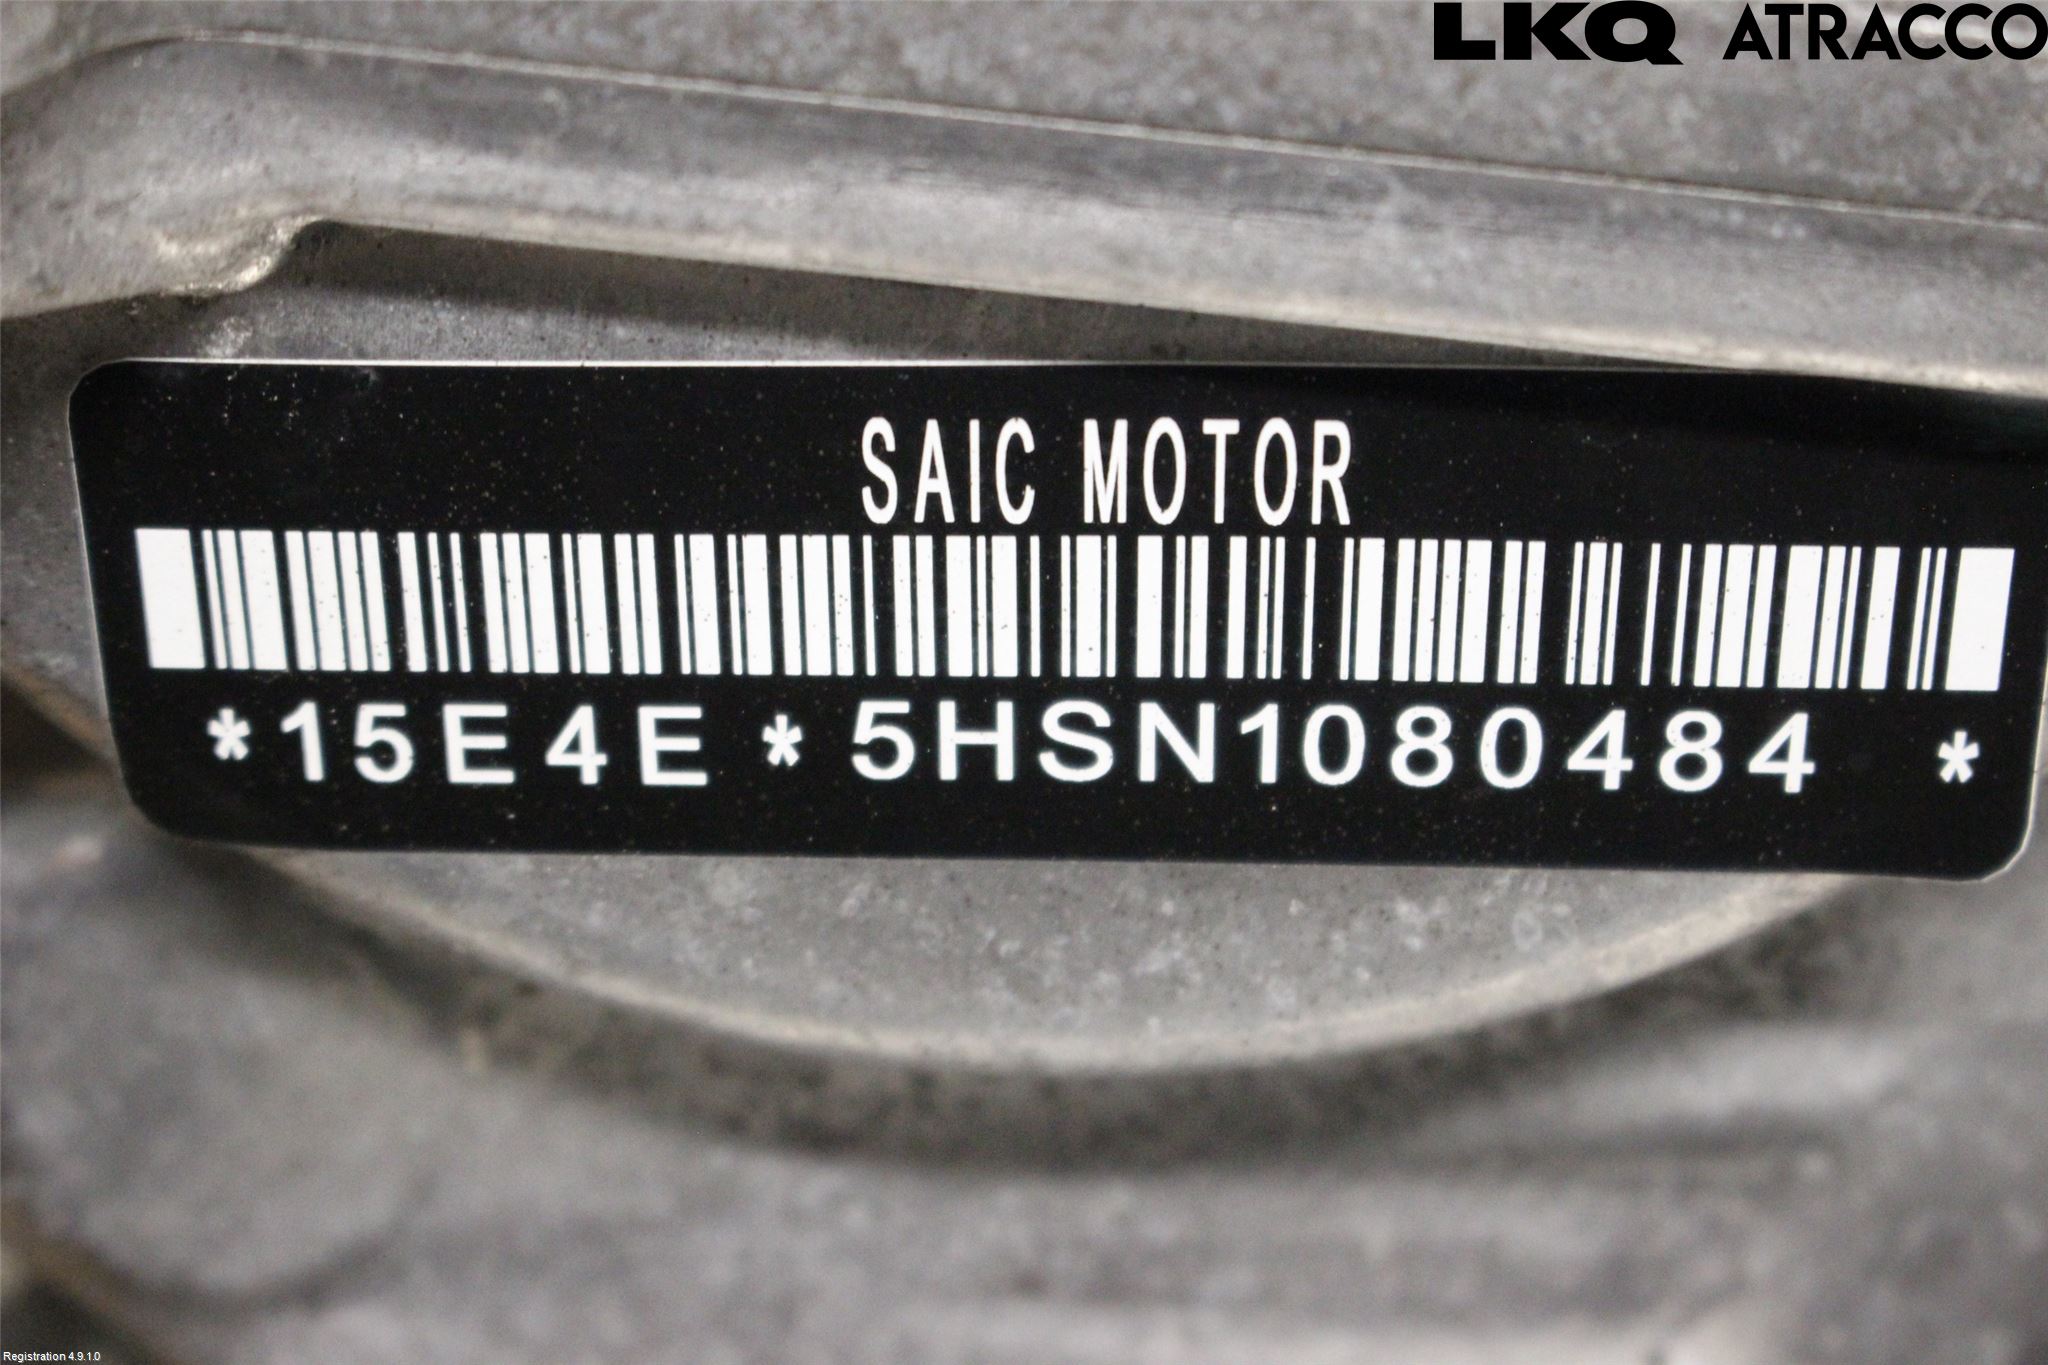 LKQ ATRACCO
SAIC MOTOR
*15E4E*5HSN1080484 *
Registration 4.9.1.0